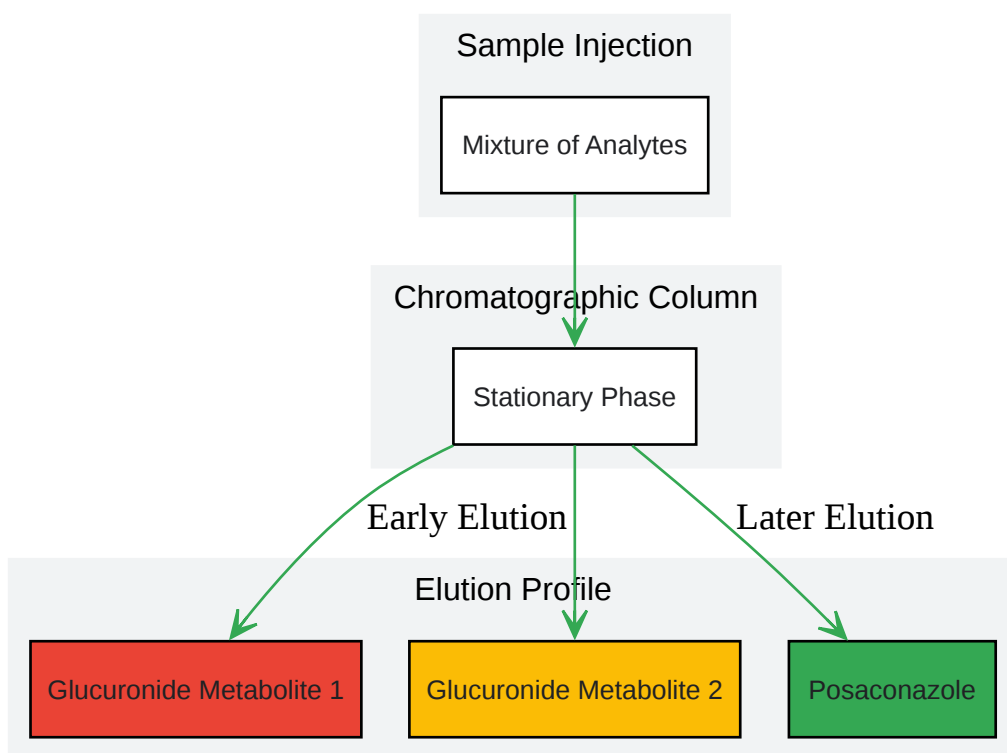 Sample Injection
Mixture of Analytes
Chromatographic Column
Stationary Phase
Early Elution
Later Elution
Elution Profile
Glucuronide Metabolite 1
Glucuronide Metabolite 2
Posaconazole